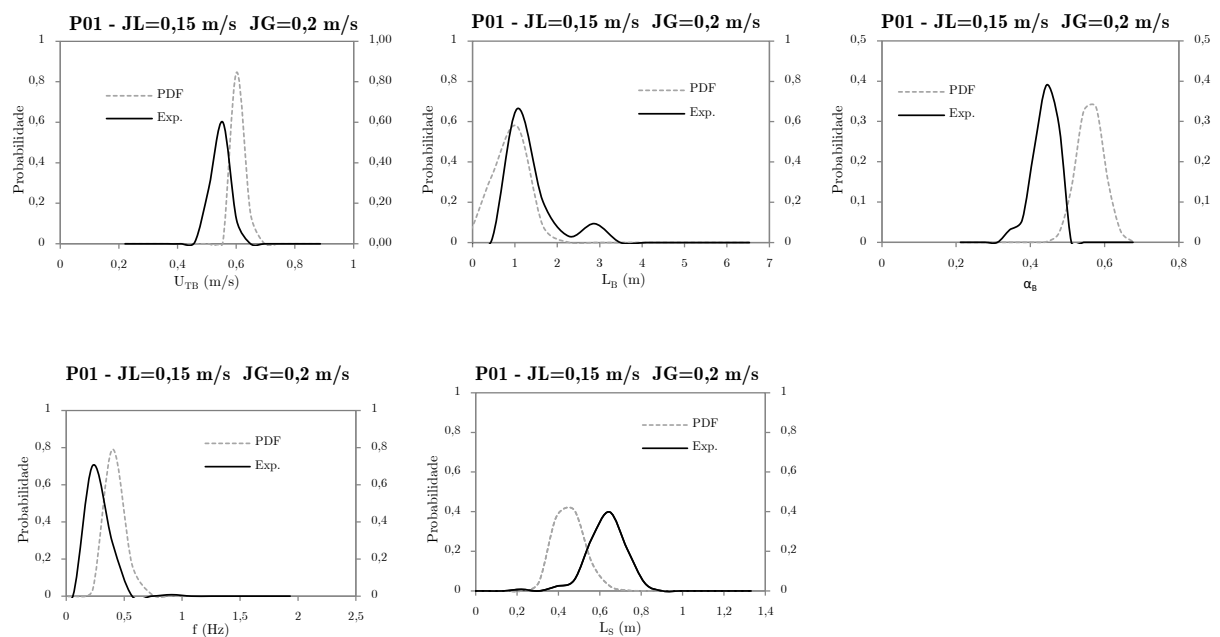 P01 - JL=0,15 m/s JG=0,2 m/s
1
0,8
0,6
0,4
0,2
0
1,00
0,80
0,60
0,40
0,20
0,00
Probabilidade
PDF
Exp.
0 0,2 0,4 0,6 0,8 1
U_TB (m/s)
P01 - JL=0,15 m/s JG=0,2 m/s
1
0,8
0,6
0,4
0,2
0
1
0,8
0,6
0,4
0,2
0
Probabilidade
PDF
Exp.
0 1 2 3 4 5 6 7
L_B (m)
P01 - JL=0,15 m/s JG=0,2 m/s
0,5
0,4
0,3
0,2
0,1
0
0,5
0,4
0,3
0,2
0,1
0
Probabilidade
PDF
Exp.
0 0,2 0,4 0,6 0,8
α_B
P01 - JL=0,15 m/s JG=0,2 m/s
1
0,8
0,6
0,4
0,2
0
1
0,8
0,6
0,4
0,2
0
Probabilidade
PDF
Exp.
0 0,5 1 1,5 2 2,5
f (Hz)
P01 - JL=0,15 m/s JG=0,2 m/s
1
0,8
0,6
0,4
0,2
0
1
0,8
0,6
0,4
0,2
0
Probabilidade
PDF
Exp.
0 0,2 0,4 0,6 0,8 1 1,2 1,4
L_S (m)